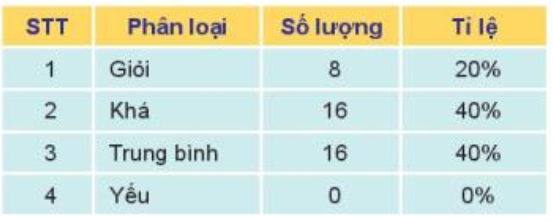 STT Phân loại Số lượng Tỉ lệ
1 Giỏi 8 20%
2 Khá 16 40%
3 Trung bình 16 40%
4 Yếu 0 0%